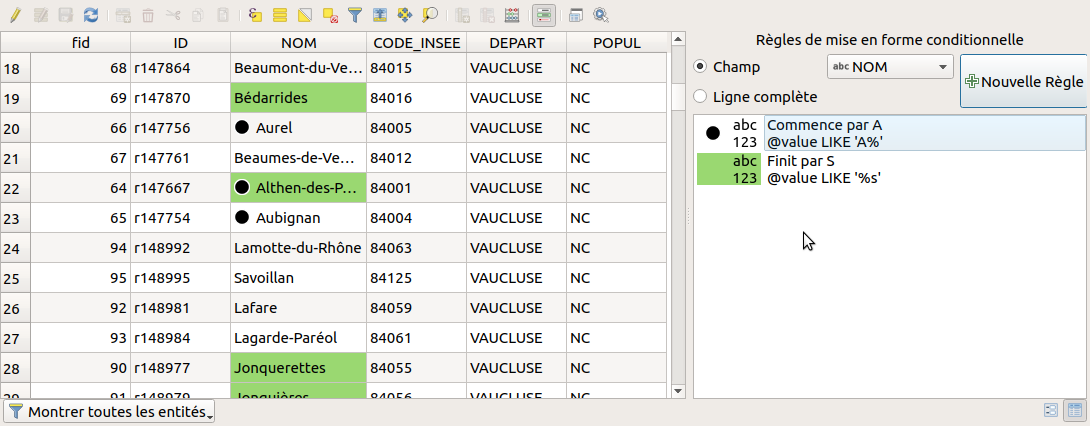 fid ID NOM CODE_INSEE DEPART POPUL
18 68 r147864 Beaumont-du-Ve… 84015 VAUCLUSE NC
19 69 r147870 Bédarrides 84016 VAUCLUSE NC
20 66 r147756 Aurel 84005 VAUCLUSE NC
21 67 r147761 Beaumes-de-Ve… 84012 VAUCLUSE NC
22 64 r147667 Althen-des-P… 84001 VAUCLUSE NC
23 65 r147754 Aubignan 84004 VAUCLUSE NC
24 94 r148992 Lamotte-du-Rhône 84063 VAUCLUSE NC
25 95 r148995 Savoillan 84125 VAUCLUSE NC
26 92 r148981 Lafare 84059 VAUCLUSE NC
27 93 r148984 Lagarde-Paréol 84061 VAUCLUSE NC
28 90 r148977 Jonquerettes 84055 VAUCLUSE NC
29 91 r148979 Jonquières 84056 VAUCLUSE NC
Montrer toutes les entités
Règles de mise en forme conditionnelle
Champ
abc NOM
Nouvelle Règle
Ligne complète
abc Commence par A
123 @value LIKE 'A%'
abc Finit par S
123 @value LIKE '%s'